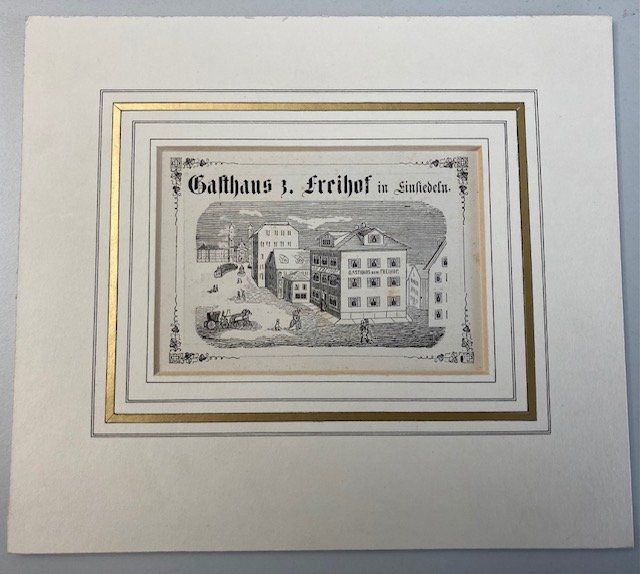 Gasthaus z. Freihof in Einsiedeln.
GASTHAUS ZUM FREIHOF